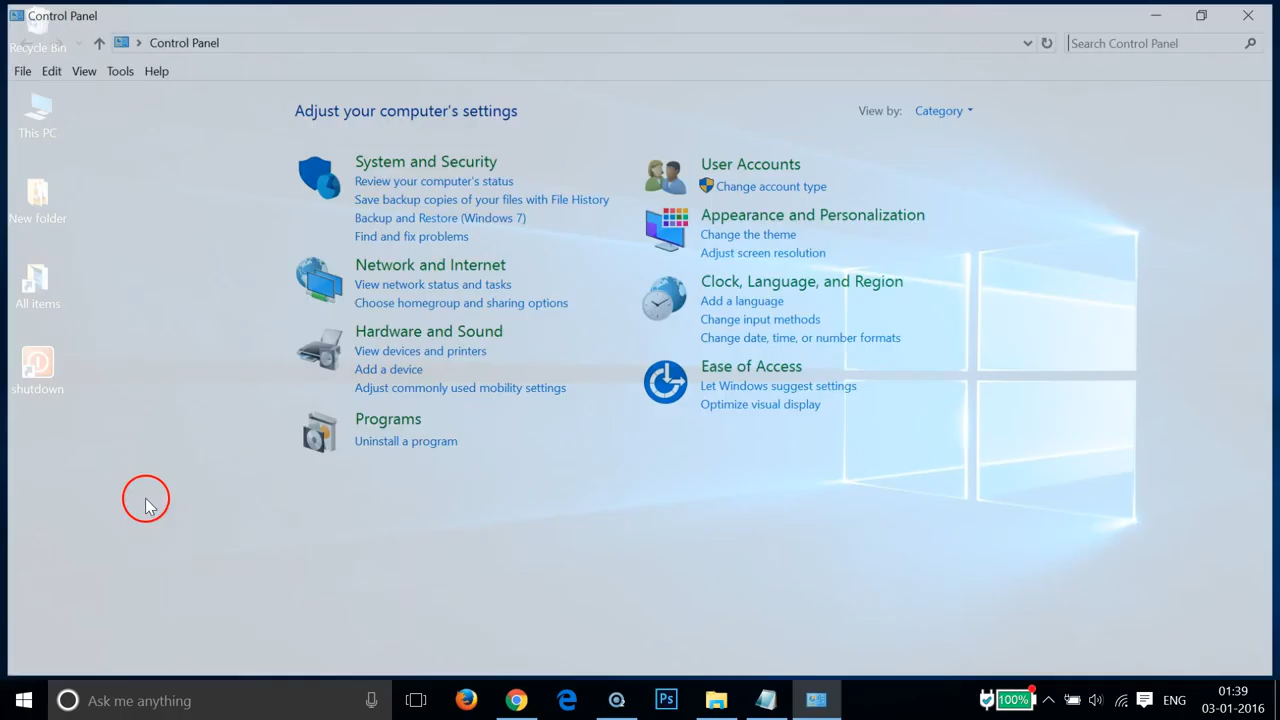 Control Panel
Recycle Bin
Control Panel
Search Control Panel
File Edit View Tools Help
This PC
New folder
All items
shutdown
Adjust your computer's settings
View by: Category
System and Security
Review your computer's status
Save backup copies of your files with File History
Backup and Restore (Windows 7)
Find and fix problems
Network and Internet
View network status and tasks
Choose homegroup and sharing options
Hardware and Sound
View devices and printers
Add a device
Adjust commonly used mobility settings
Programs
Uninstall a program
User Accounts
Change account type
Appearance and Personalization
Change the theme
Adjust screen resolution
Clock, Language, and Region
Add a language
Change input methods
Change date, time, or number formats
Ease of Access
Let Windows suggest settings
Optimize visual display
Ask me anything
Ps
100%
ENG
01:39
03-01-2016